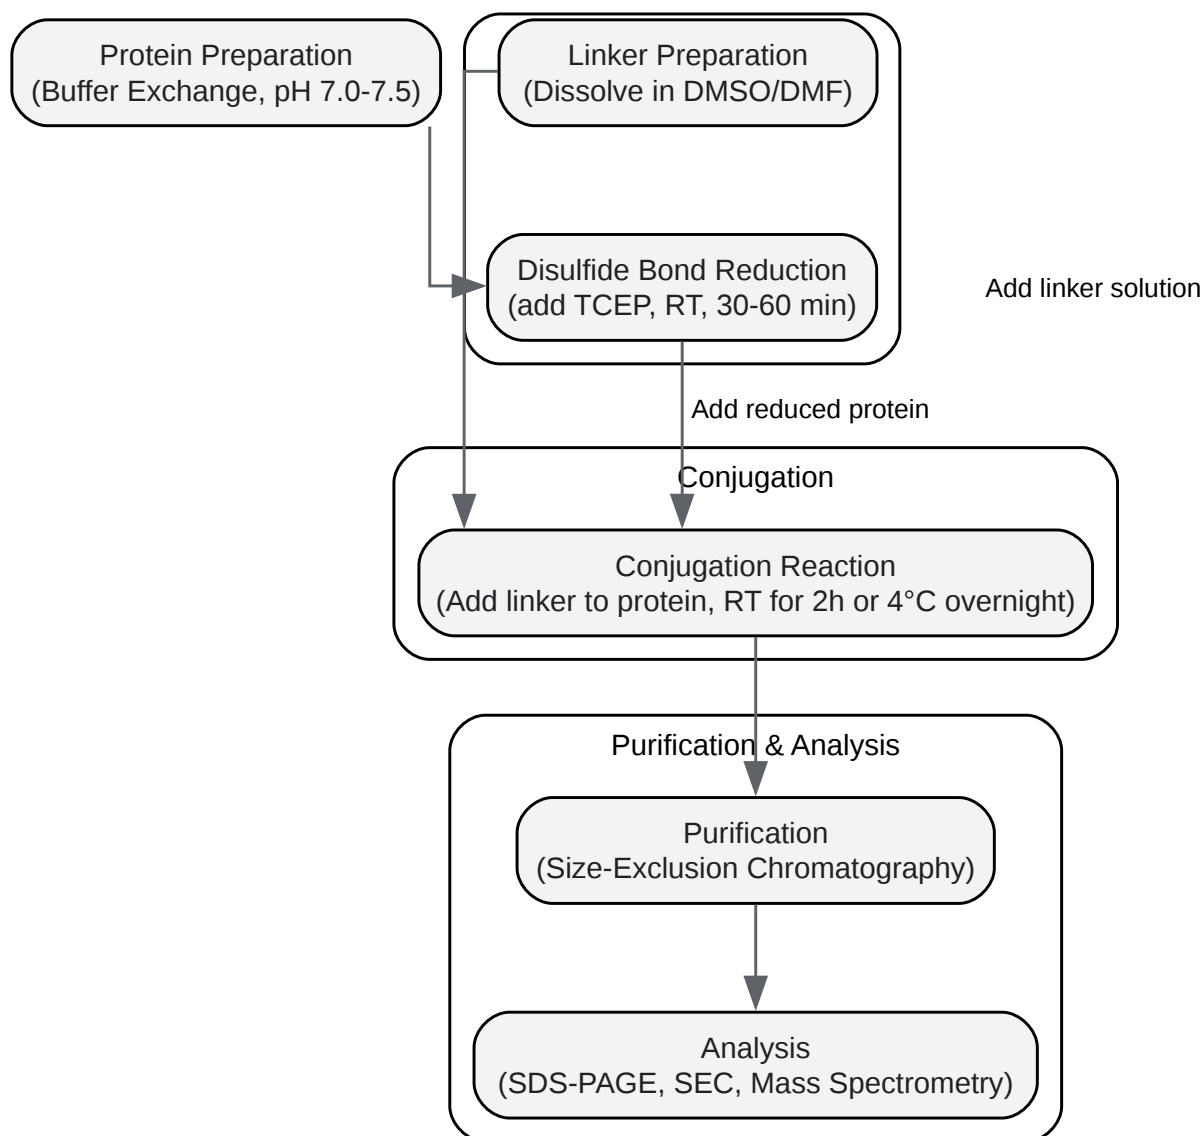 Protein Preparation
(Buffer Exchange, pH 7.0-7.5)
Linker Preparation
(Dissolve in DMSO/DMF)
Disulfide Bond Reduction
(add TCEP, RT, 30-60 min)
Add linker solution
Add reduced protein
Conjugation
Conjugation Reaction
(Add linker to protein, RT for 2h or 4°C overnight)
Purification & Analysis
Purification
(Size-Exclusion Chromatography)
Analysis
(SDS-PAGE, SEC, Mass Spectrometry)